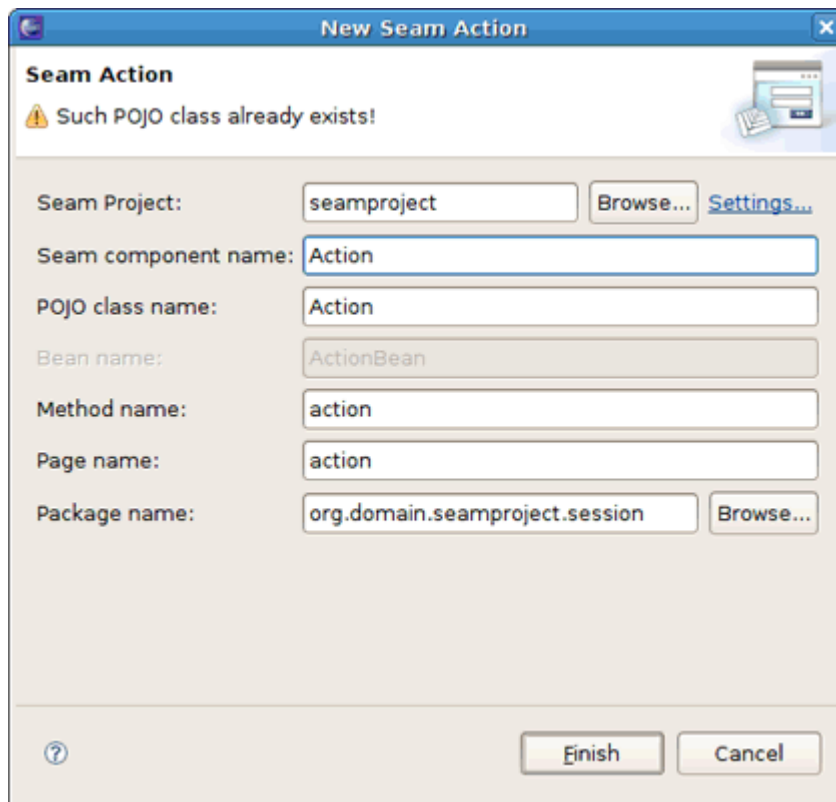 New Seam Action
Seam Action
Such POJO class already exists!
Seam Project: seamproject Browse... Settings...
Seam component name: Action
POJO class name: Action
Bean name: ActionBean
Method name: action
Page name: action
Package name: org.domain.seamproject.session Browse...
? Finish Cancel